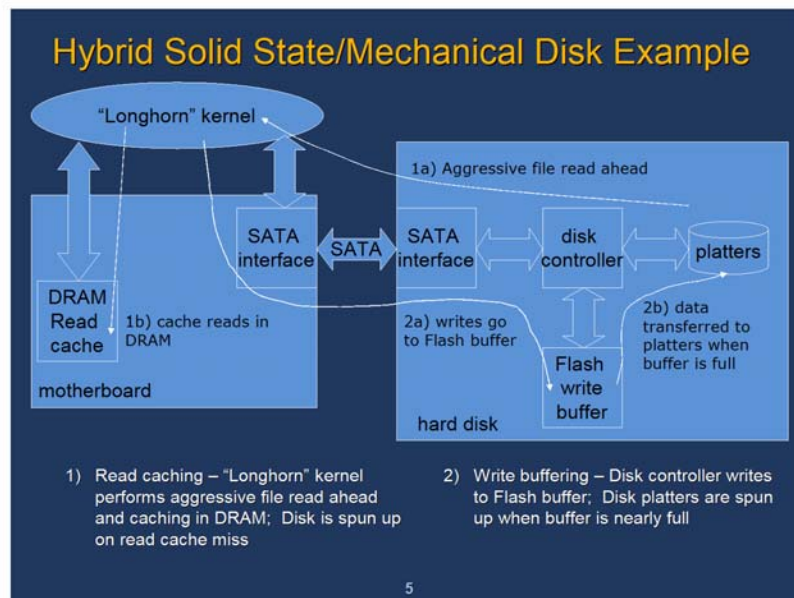 Hybrid Solid State/Mechanical Disk Example
“Longhorn” kernel
1a) Aggressive file read ahead
SATA
interface
SATA
SATA
interface
disk
controller
platters
DRAM
Read
cache
1b) cache reads in
DRAM
2a) writes go
to Flash buffer
2b) data
transferred to
platters when
buffer is full
Flash
write
buffer
motherboard
hard disk
1) Read caching – “Longhorn” kernel
performs aggressive file read ahead
and caching in DRAM; Disk is spun up
on read cache miss
2) Write buffering – Disk controller writes
to Flash buffer; Disk platters are spun
up when buffer is nearly full
5